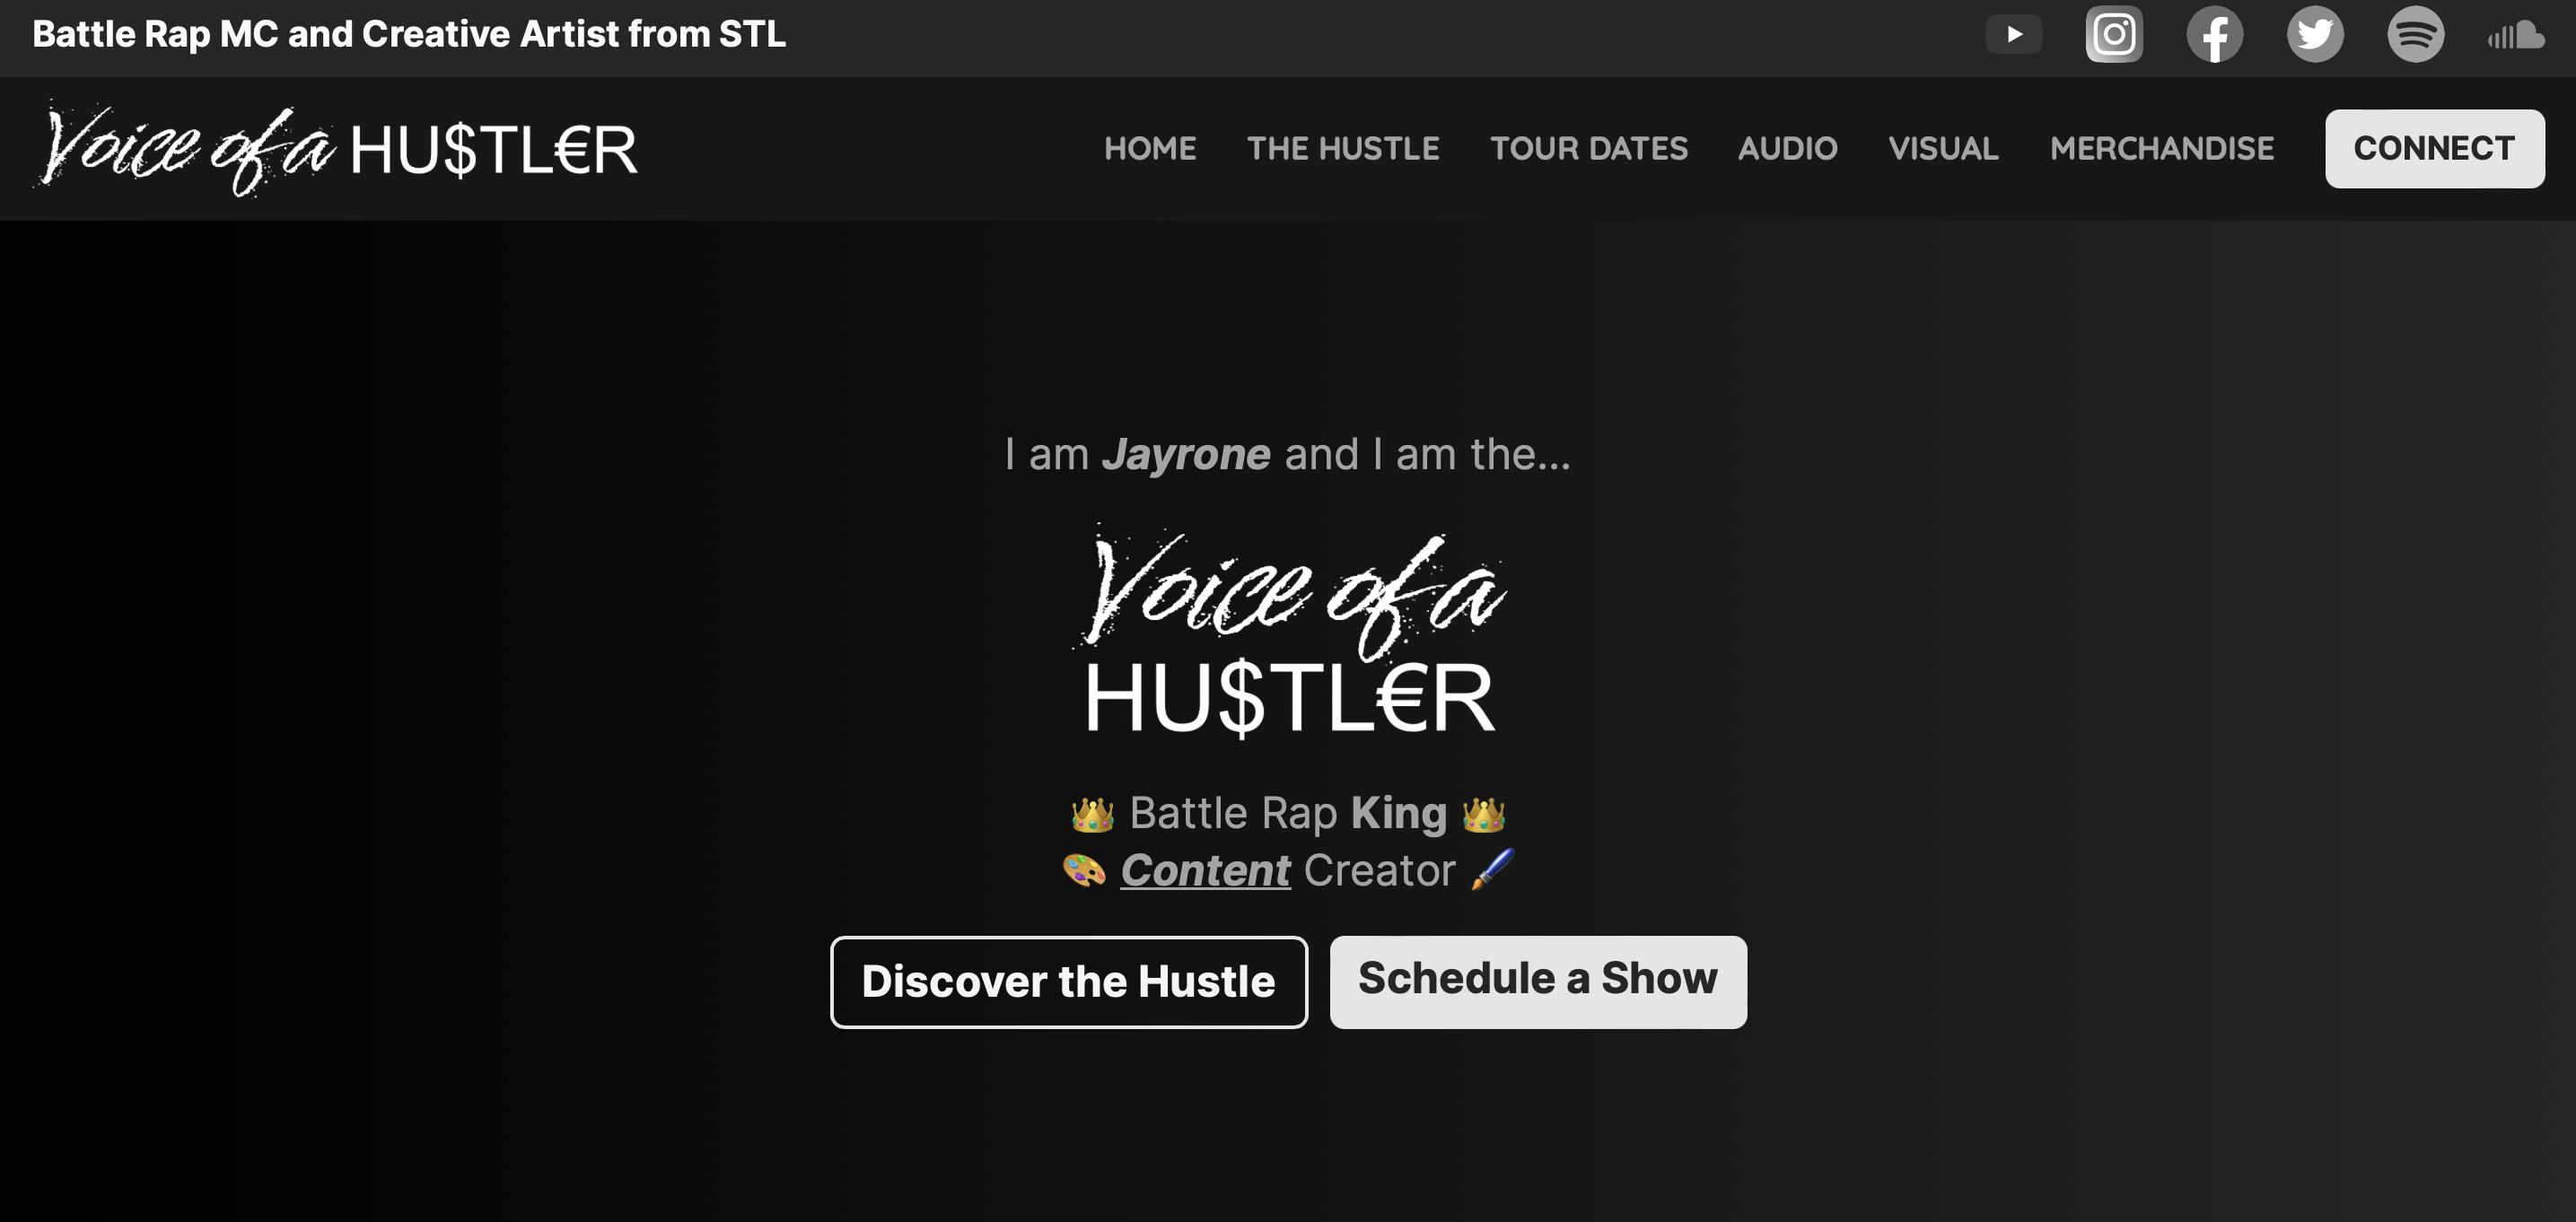 Battle Rap MC and Creative Artist from STL
Voice of a HU$TL€R
HOME THE HUSTLE TOUR DATES AUDIO VISUAL MERCHANDISE CONNECT
I am Jayrone and I am the...
Voice of a
HU$TL€R
👑 Battle Rap King 👑
🎨 Content Creator 🖌️
Discover the Hustle Schedule a Show